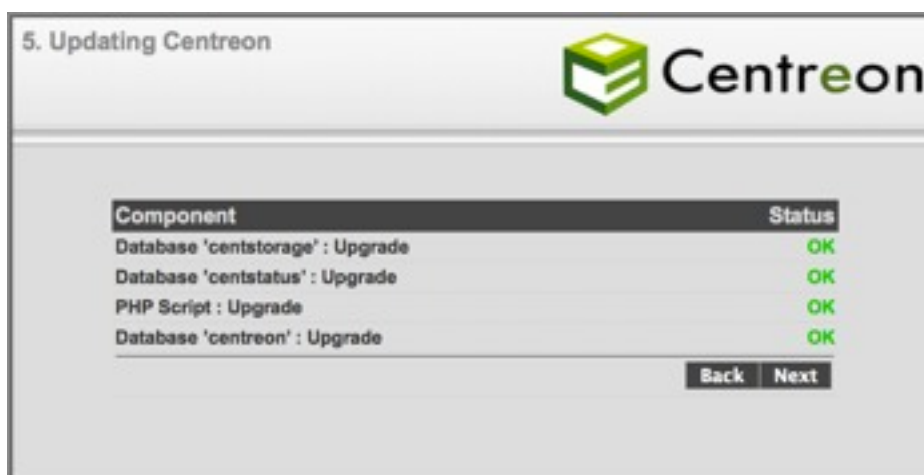 5. Updating Centreon
Centreon
Component Status
Database 'centstorage' : Upgrade OK
Database 'centstatus' : Upgrade OK
PHP Script : Upgrade OK
Database 'centreon' : Upgrade OK
Back Next